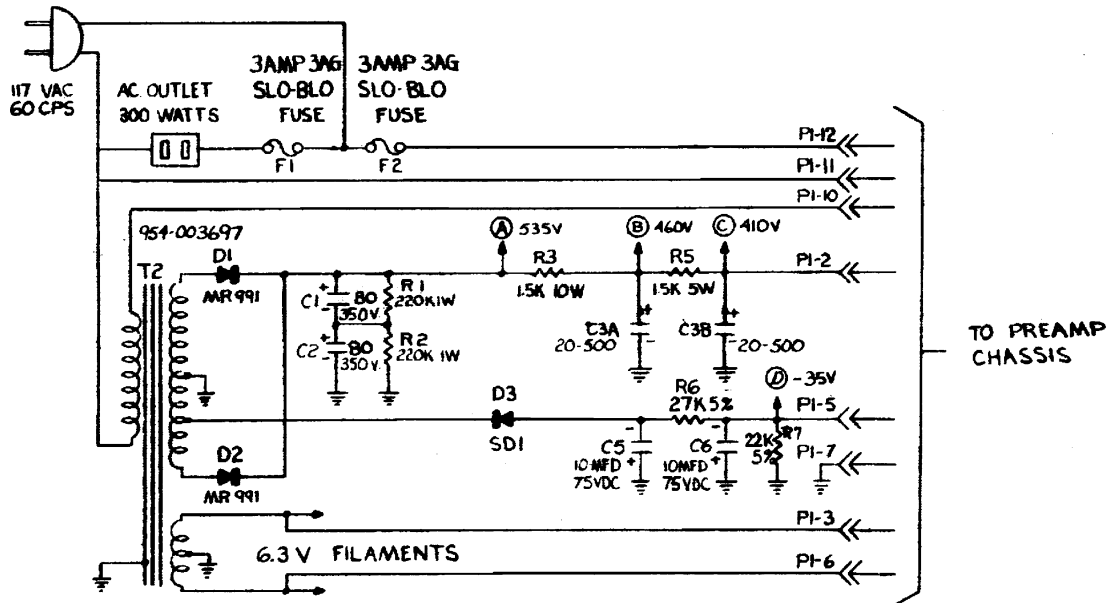 117 VAC
60 CPS
AC OUTLET
300 WATTS
3AMP 3AG
SLO-BLO
FUSE
F1
3AMP 3AG
SLO-BLO
FUSE
F2
P1-12
P1-11
P1-10
954-003697
T2
D1
MR 991
C1
80
350V.
R1
220K 1W
C2
80
350V.
R2
220K 1W
A 535V
R3
1.5K 10W
B 460V
R5
1.5K 5W
C 410V
P1-2
C3A
20-500
C3B
20-500
TO PREAMP
CHASSIS
D3
SD1
R6
27K 5%
D -35V
P1-5
C5
10MFD
75VDC
C6
10MFD
75VDC
22K
5%
R7
P1-7
D2
MR 991
6.3 V FILAMENTS
P1-3
P1-6